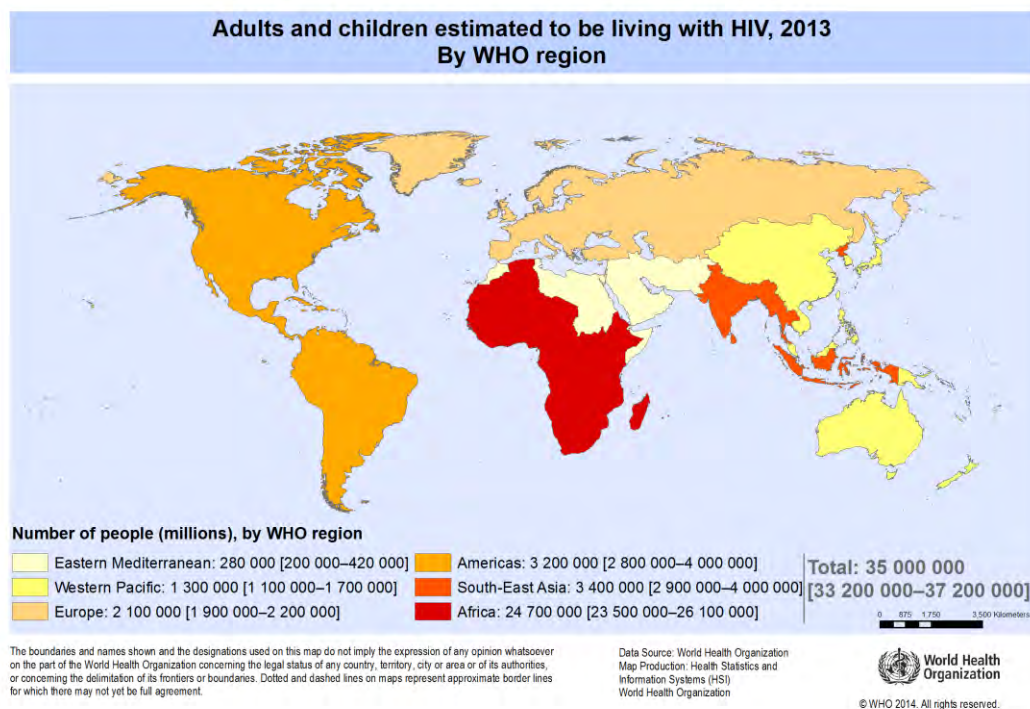 Adults and children estimated to be living with HIV, 2013
By WHO region
Number of people (millions), by WHO region
Eastern Mediterranean: 280 000 [200 000–420 000]
Western Pacific: 1 300 000 [1 100 000–1 700 000]
Europe: 2 100 000 [1 900 000–2 200 000]
Americas: 3 200 000 [2 800 000–4 000 000]
South-East Asia: 3 400 000 [2 900 000–4 000 000]
Africa: 24 700 000 [23 500 000–26 100 000]
Total: 35 000 000
[33 200 000–37 200 000]
0 875 1,750 3,500 Kilometers
The boundaries and names shown and the designations used on this map do not imply the expression of any opinion whatsoever
on the part of the World Health Organization concerning the legal status of any country, territory, city or area or of its authorities,
or concerning the delimitation of its frontiers or boundaries. Dotted and dashed lines on maps represent approximate border lines
for which there may not yet be full agreement.
Data Source: World Health Organization
Map Production: Health Statistics and
Information Systems (HSI)
World Health Organization
World Health
Organization
© WHO 2014. All rights reserved.